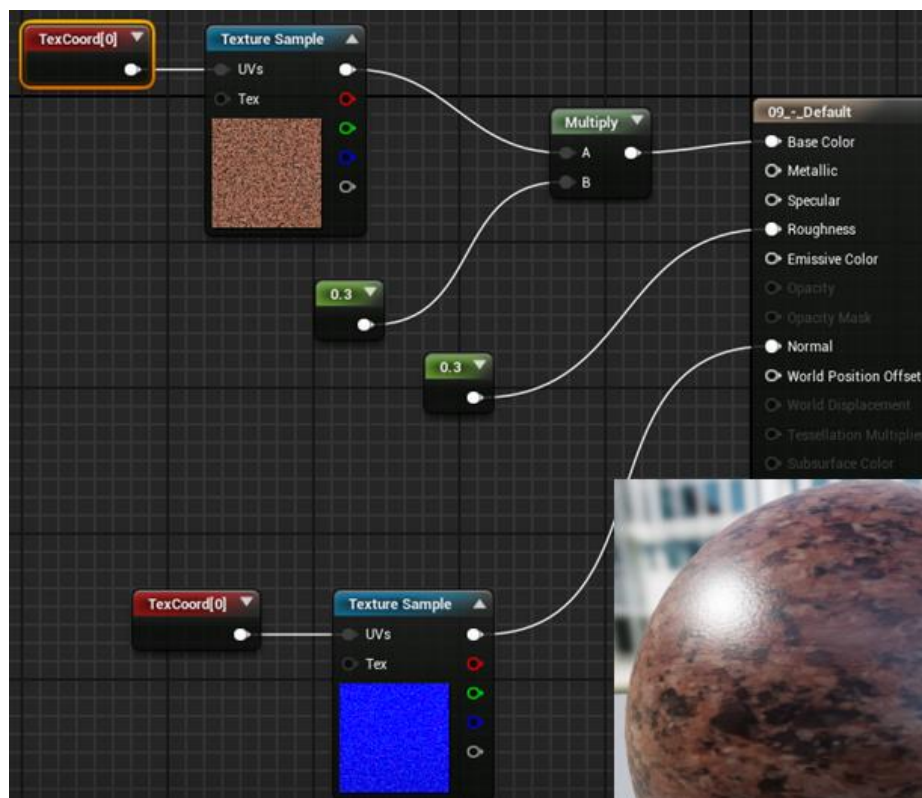 TexCoord[0]
Texture Sample
UVs
Tex
Multiply
A
B
09_-_Default
Base Color
Metallic
Specular
Roughness
Emissive Color
Opacity
Opacity Mask
Normal
World Position Offset
World Displacement
Tessellation Multiplie
Subsurface Color
0.3
0.3
TexCoord[0]
Texture Sample
UVs
Tex